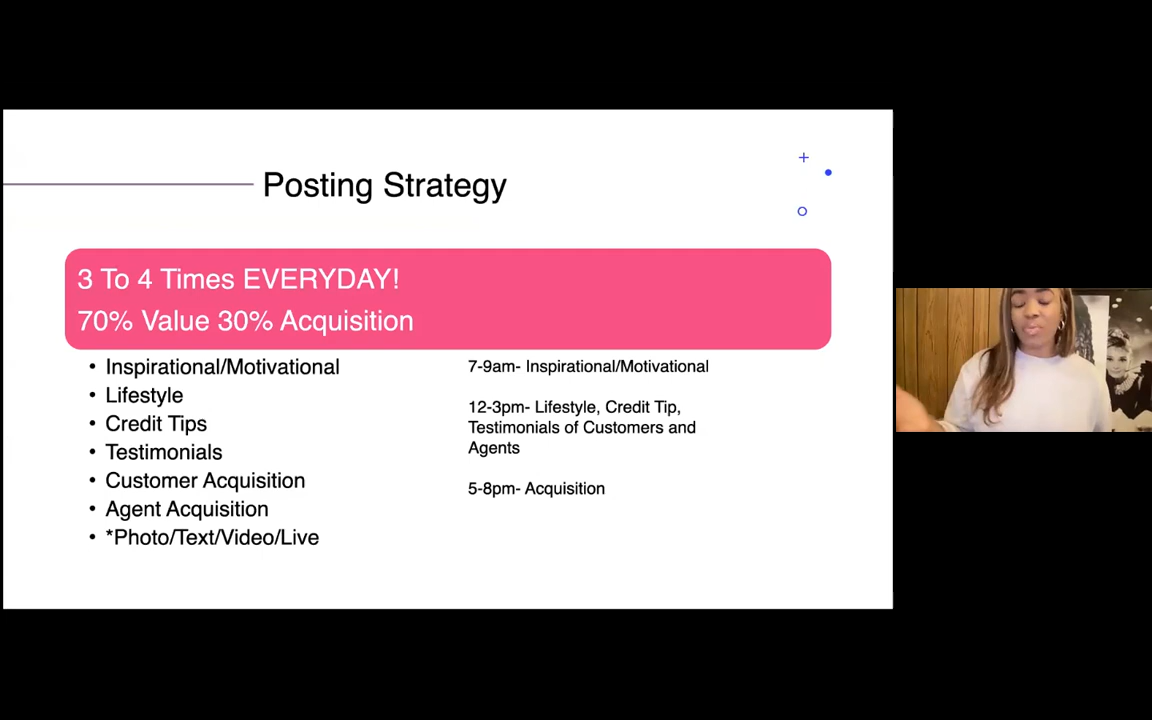 Posting Strategy
3 To 4 Times EVERYDAY!
70% Value 30% Acquisition
• Inspirational/Motivational
• Lifestyle
• Credit Tips
• Testimonials
• Customer Acquisition
• Agent Acquisition
• *Photo/Text/Video/Live
7-9am- Inspirational/Motivational
12-3pm- Lifestyle, Credit Tip,
Testimonials of Customers and
Agents
5-8pm- Acquisition